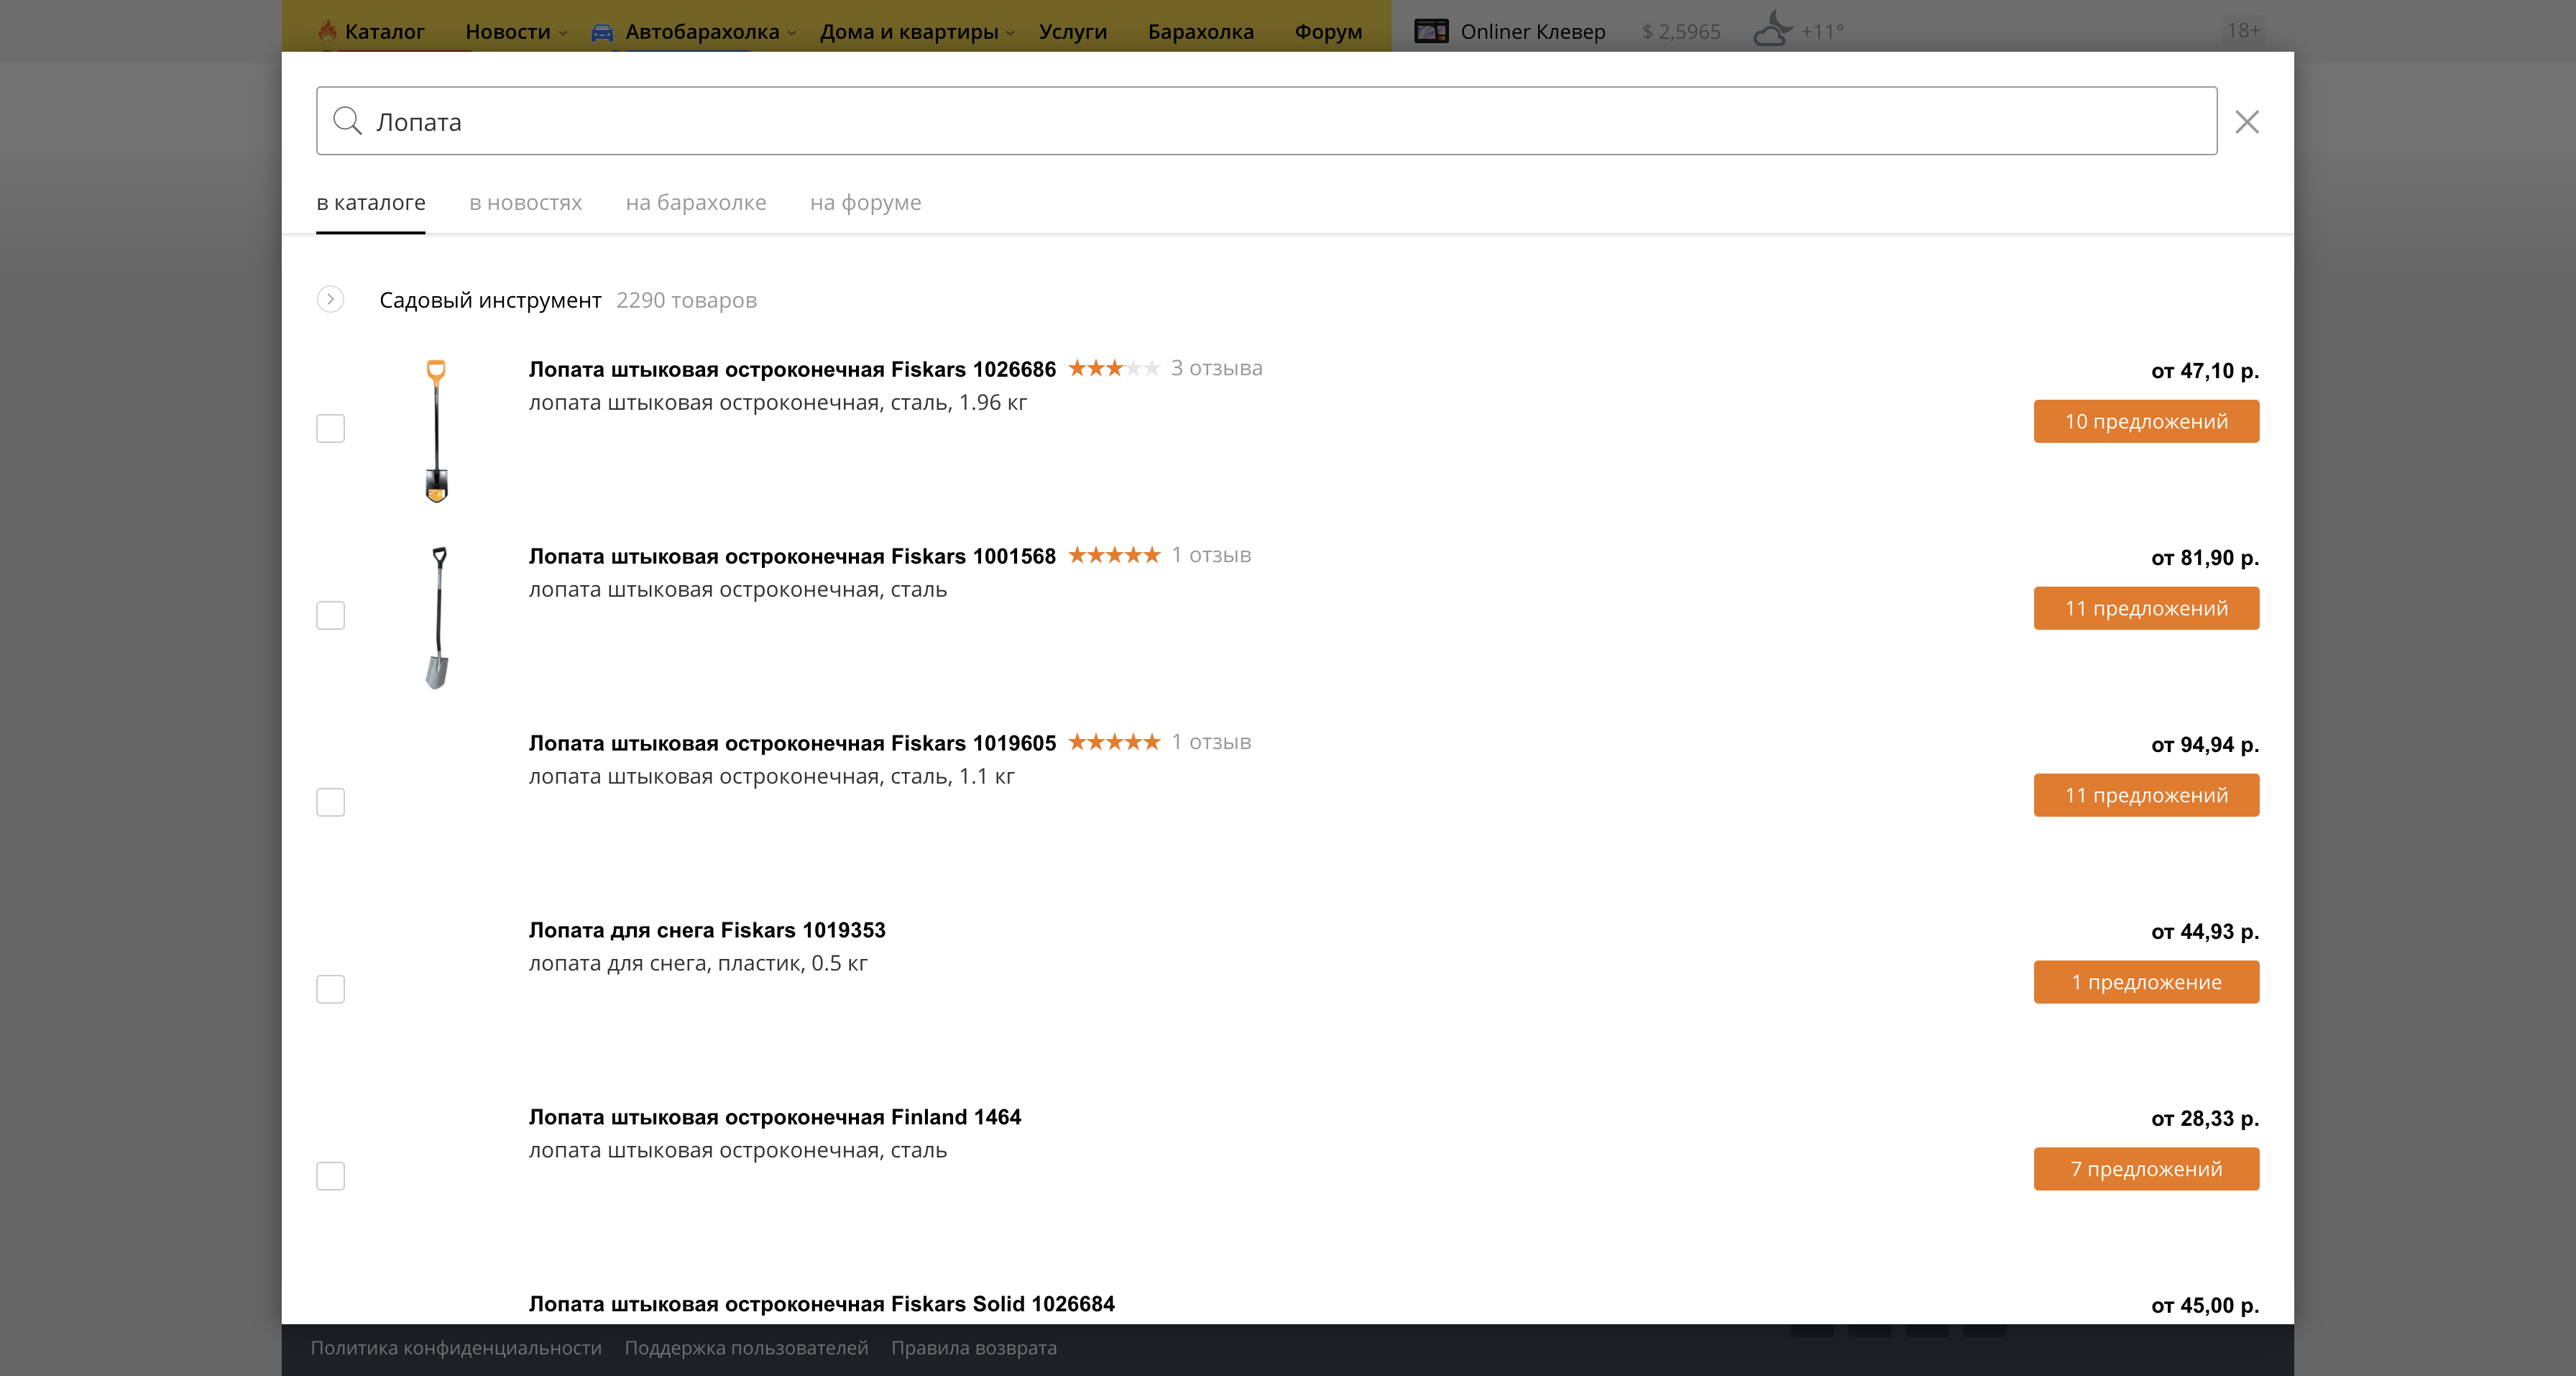 Каталог Новости Автобарахолка Дома и квартиры Услуги Барахолка Форум Onliner Клевер $ 2,5965 +11° 18+
Лопата
в каталоге в новостях на барахолке на форуме
Садовый инструмент 2290 товаров
Лопата штыковая остроконечная Fiskars 1026686 3 отзыва
от 47,10 р.
лопата штыковая остроконечная, сталь, 1.96 кг
10 предложений
Лопата штыковая остроконечная Fiskars 1001568 1 отзыв
от 81,90 р.
лопата штыковая остроконечная, сталь
11 предложений
Лопата штыковая остроконечная Fiskars 1019605 1 отзыв
от 94,94 р.
лопата штыковая остроконечная, сталь, 1.1 кг
11 предложений
Лопата для снега Fiskars 1019353
от 44,93 р.
лопата для снега, пластик, 0.5 кг
1 предложение
Лопата штыковая остроконечная Finland 1464
от 28,33 р.
лопата штыковая остроконечная, сталь
7 предложений
Лопата штыковая остроконечная Fiskars Solid 1026684
от 45,00 р.
Политика конфиденциальности Поддержка пользователей Правила возврата